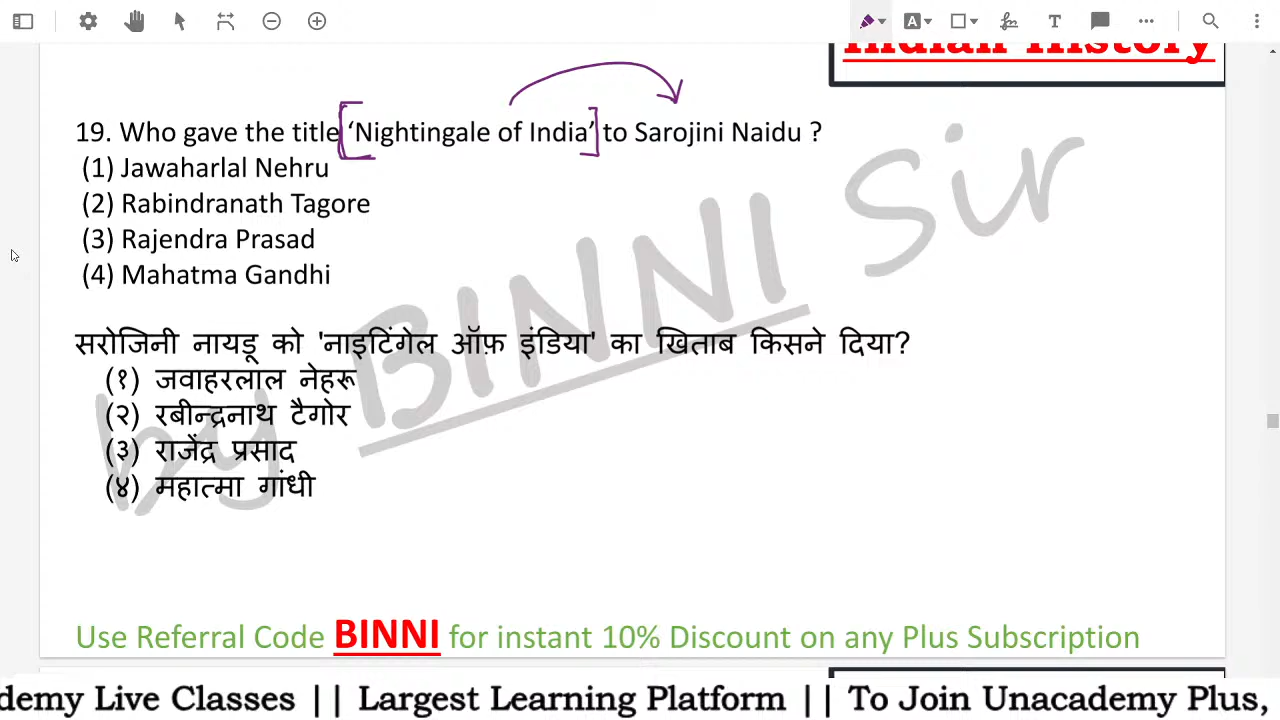 Indian History
19. Who gave the title ‘Nightingale of India’ to Sarojini Naidu ?
(1) Jawaharlal Nehru
(2) Rabindranath Tagore
(3) Rajendra Prasad
(4) Mahatma Gandhi
सरोजिनी नायडू को 'नाइटिंगेल ऑफ़ इंडिया' का खिताब किसने दिया?
(१) जवाहरलाल नेहरू
(२) रबीन्द्रनाथ टैगोर
(३) राजेंद्र प्रसाद
(४) महात्मा गांधी
by BINNI Sir
Use Referral Code BINNI for instant 10% Discount on any Plus Subscription
demy Live Classes || Largest Learning Platform || To Join Unacademy Plus,